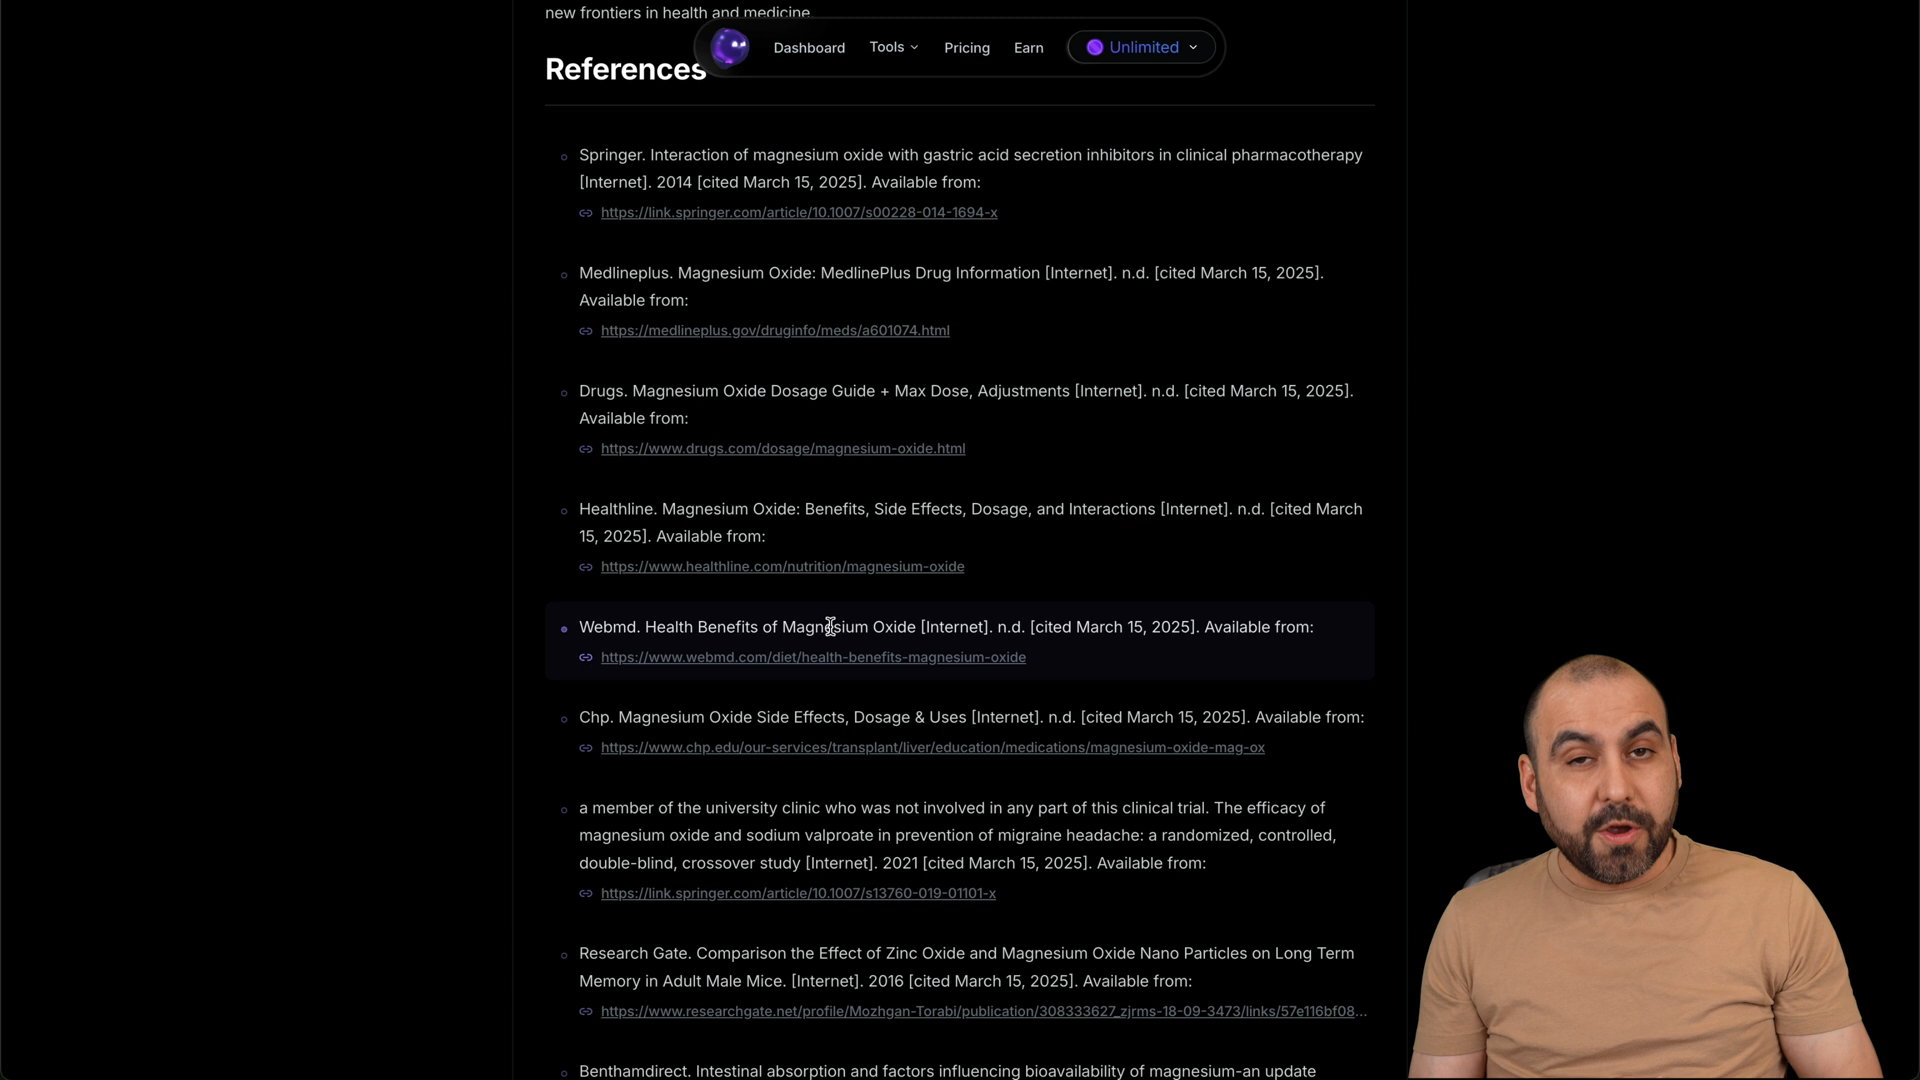 new frontiers in health and medicine.
Dashboard
Tools
Pricing
Earn
Unlimited
References
Springer. Interaction of magnesium oxide with gastric acid secretion inhibitors in clinical pharmacotherapy
[Internet]. 2014 [cited March 15, 2025]. Available from:
https://link.springer.com/article/10.1007/s00228-014-1694-x
Medlineplus. Magnesium Oxide: MedlinePlus Drug Information [Internet]. n.d. [cited March 15, 2025].
Available from:
https://medlineplus.gov/druginfo/meds/a601074.html
Drugs. Magnesium Oxide Dosage Guide + Max Dose, Adjustments [Internet]. n.d. [cited March 15, 2025].
Available from:
https://www.drugs.com/dosage/magnesium-oxide.html
Healthline. Magnesium Oxide: Benefits, Side Effects, Dosage, and Interactions [Internet]. n.d. [cited March
15, 2025]. Available from:
https://www.healthline.com/nutrition/magnesium-oxide
Webmd. Health Benefits of Magnesium Oxide [Internet]. n.d. [cited March 15, 2025]. Available from:
https://www.webmd.com/diet/health-benefits-magnesium-oxide
Chp. Magnesium Oxide Side Effects, Dosage & Uses [Internet]. n.d. [cited March 15, 2025]. Available from:
https://www.chp.edu/our-services/transplant/liver/education/medications/magnesium-oxide-mag-ox
a member of the university clinic who was not involved in any part of this clinical trial. The efficacy of
magnesium oxide and sodium valproate in prevention of migraine headache: a randomized, controlled,
double-blind, crossover study [Internet]. 2021 [cited March 15, 2025]. Available from:
https://link.springer.com/article/10.1007/s13760-019-01101-x
Research Gate. Comparison the Effect of Zinc Oxide and Magnesium Oxide Nano Particles on Long Term
Memory in Adult Male Mice. [Internet]. 2016 [cited March 15, 2025]. Available from:
https://www.researchgate.net/profile/Mozhgan-Torabi/publication/308333627_zjrms-18-09-3473/links/57e116bf08...
Benthamdirect. Intestinal absorption and factors influencing bioavailability of magnesium-an update